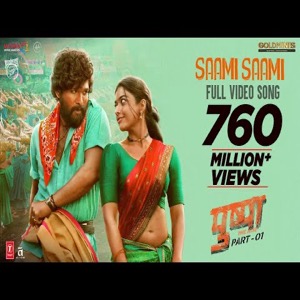 GOLDMINES
SAAMI SAAMI
FULL VIDEO SONG
760
MILLION+
VIEWS
पुष्पा
PART - 01
T